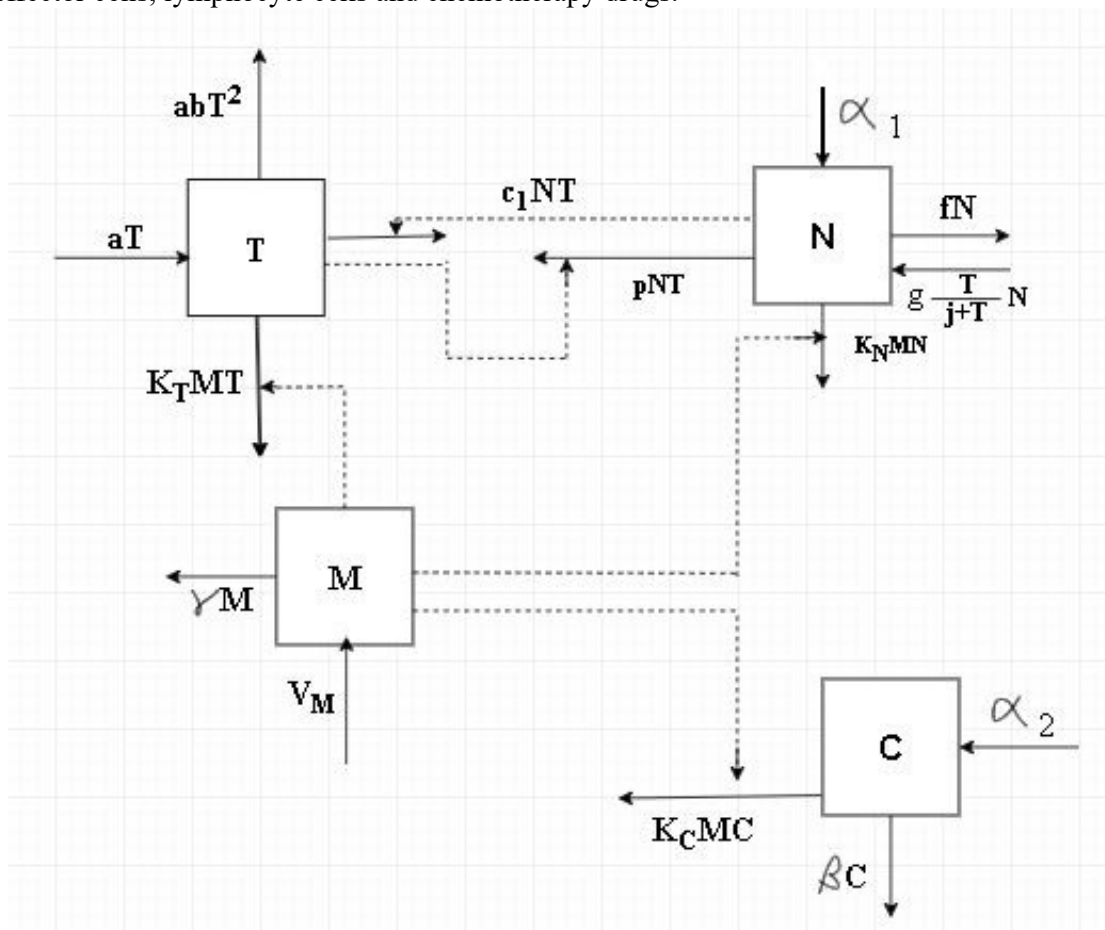 effector cells, lymphocyte cells and chemotherapy drugs.
abT²
α 1
c₁NT
fN
aT
T
N
pNT
g T/j+T N
K_NMN
K_TMT
M
γM
V_M
α 2
C
K_CMC
βC